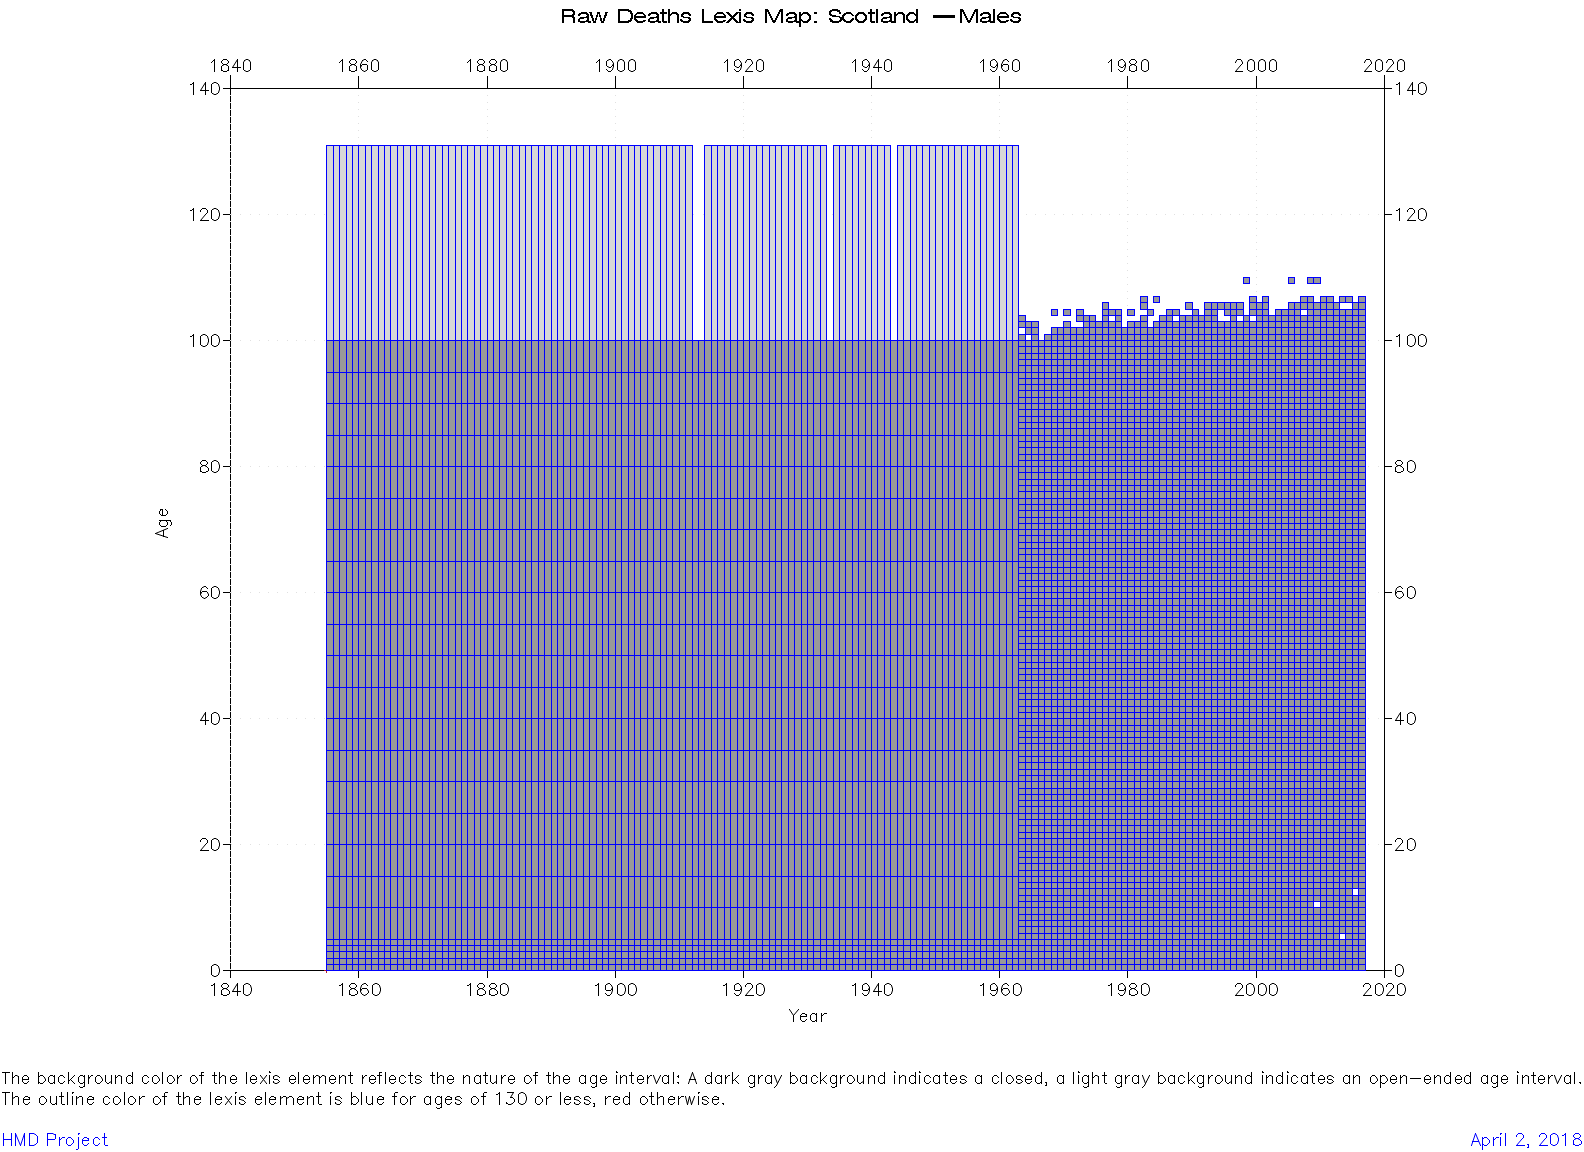 Raw Deaths Lexis Map: Scotland — Males
1840 1860 1880 1900 1920 1940 1960 1980 2000 2020
140 140
120 120
100 100
80 80
Age
60 60
40 40
20 20
0 0
1840 1860 1880 1900 1920 1940 1960 1980 2000 2020
Year
The background color of the lexis element reflects the nature of the age interval: A dark gray background indicates a closed, a light gray background indicates an open–ended age interval.
The outline color of the lexis element is blue for ages of 130 or less, red otherwise.
HMD Project April 2, 2018